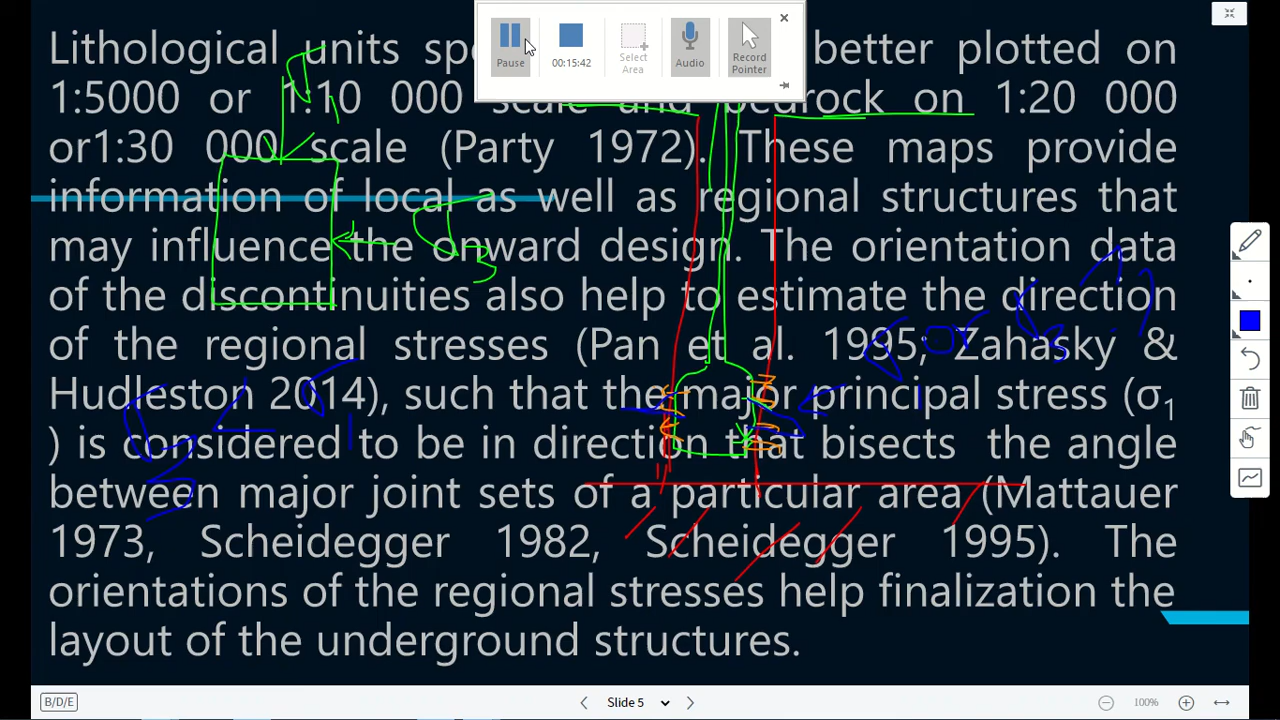 Pause
00:15:42
Select
Area
Audio
Record
Pointer
Lithological units better plotted on
1:5000 or 1:10 000 scale and bedrock on 1:20 000
or1:30 000 scale (Party 1972). These maps provide
information of local as well as regional structures that
may influence the onward design. The orientation data
of the discontinuities also help to estimate the direction
of the regional stresses (Pan et al. 1995; Zahasky &
Hudleston 2014), such that the major principal stress (σ1
) is considered to be in direction that bisects the angle
between major joint sets of a particular area (Mattauer
1973, Scheidegger 1982, Scheidegger 1995). The
orientations of the regional stresses help finalization the
layout of the underground structures.
B/D/E
Slide 5
100%